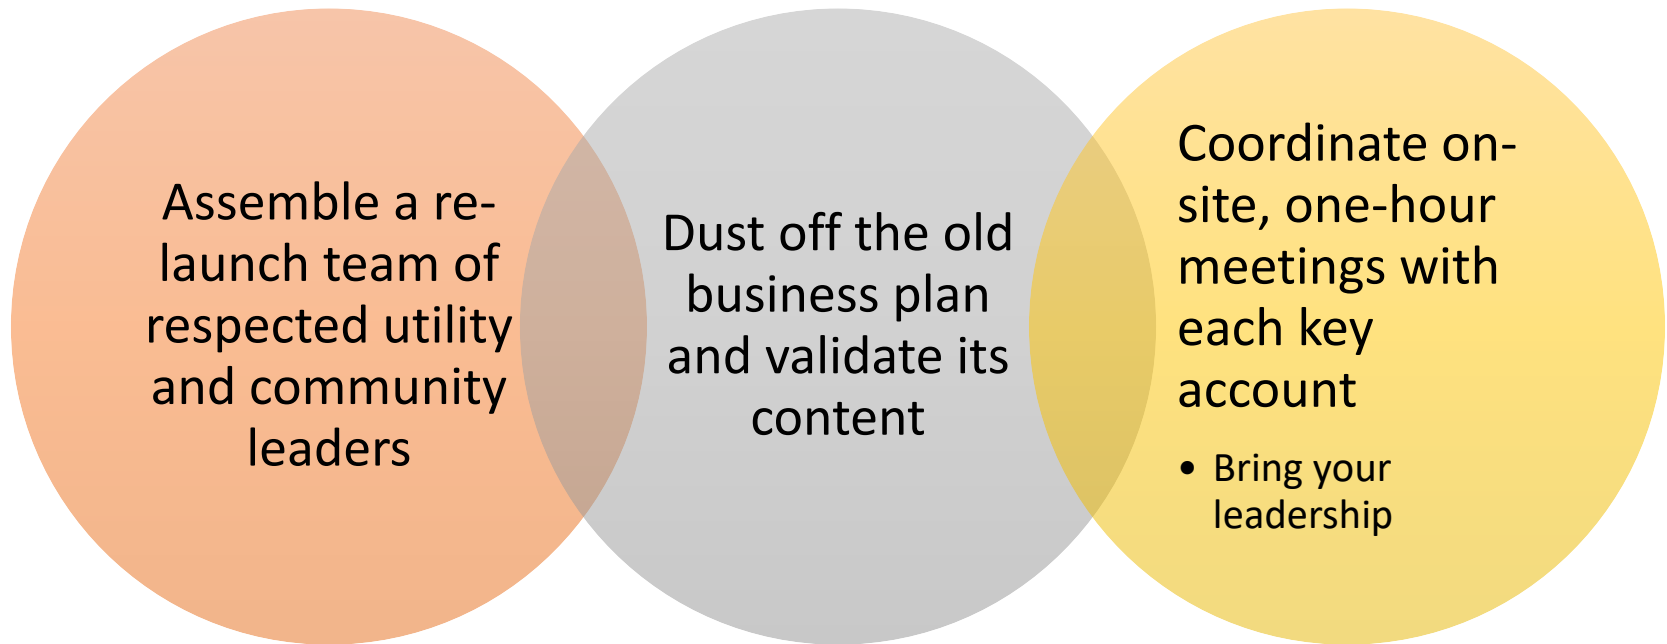 Assemble a re-
launch team of
respected utility
and community
leaders
Dust off the old
business plan
and validate its
content
Coordinate on-
site, one-hour
meetings with
each key
account
• Bring your
leadership